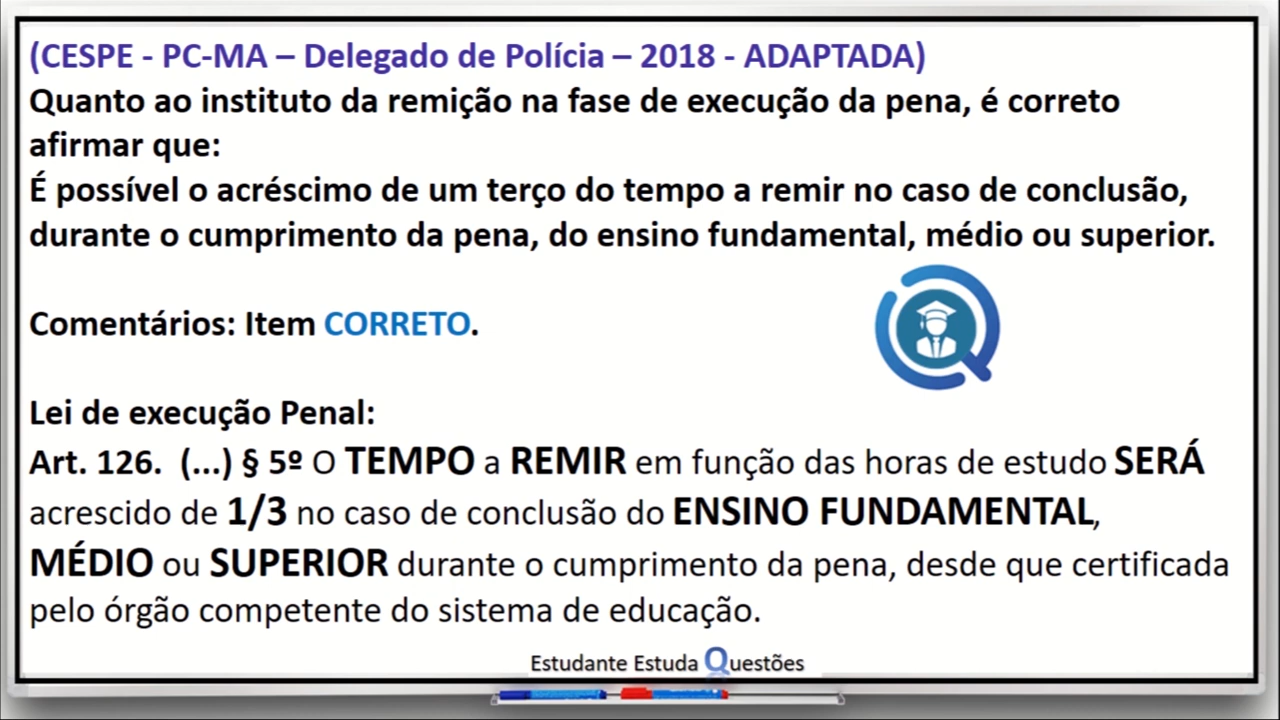 (CESPE - PC-MA – Delegado de Polícia – 2018 - ADAPTADA)
Quanto ao instituto da remição na fase de execução da pena, é correto
afirmar que:
É possível o acréscimo de um terço do tempo a remir no caso de conclusão,
durante o cumprimento da pena, do ensino fundamental, médio ou superior.
Comentários: Item CORRETO.
Lei de execução Penal:
Art. 126. (...) § 5º O TEMPO a REMIR em função das horas de estudo SERÁ
acrescido de 1/3 no caso de conclusão do ENSINO FUNDAMENTAL,
MÉDIO ou SUPERIOR durante o cumprimento da pena, desde que certificada
pelo órgão competente do sistema de educação.
Estudante Estuda Questões